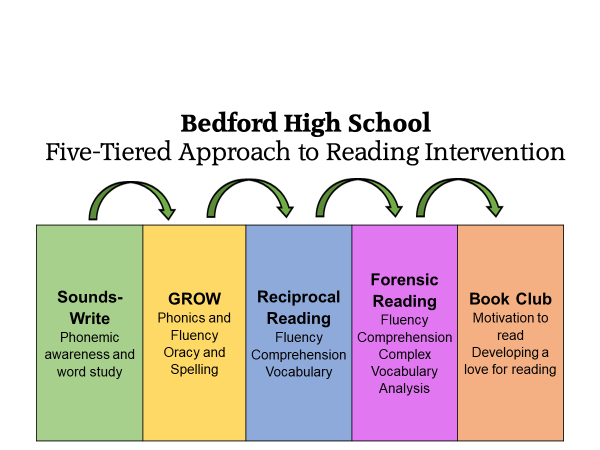 Bedford High School
Five-Tiered Approach to Reading Intervention
Sounds-
Write
Phonemic
awareness and
word study
GROW
Phonics and
Fluency
Oracy and
Spelling
Reciprocal
Reading
Fluency
Comprehension
Vocabulary
Forensic
Reading
Fluency
Comprehension
Complex
Vocabulary
Analysis
Book Club
Motivation to
read
Developing a
love for reading